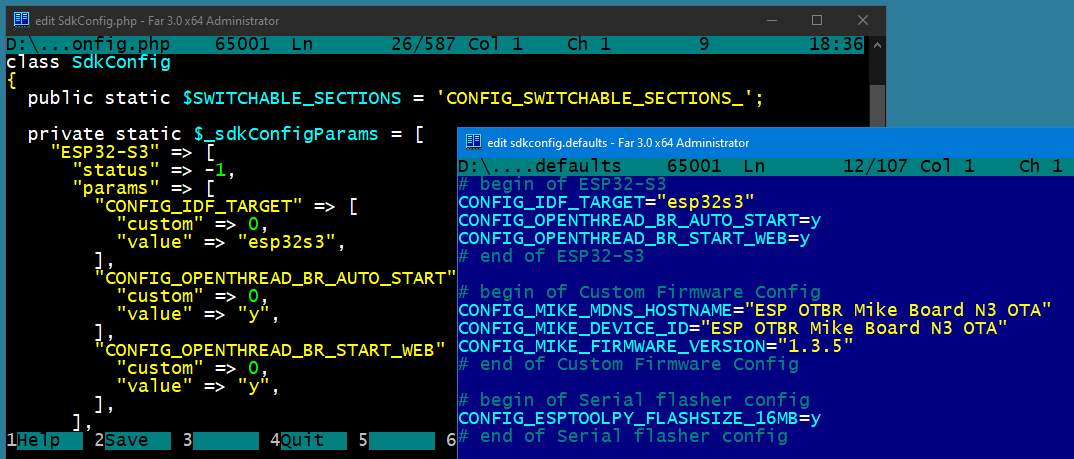 edit SdkConfig.php - Far 3.0 x64 Administrator
D:\...onfig.php    65001  Ln       26/587  Col 1    Ch 1        9         18:36
class SdkConfig
{
  public static $SWITCHABLE_SECTIONS = 'CONFIG_SWITCHABLE_SECTIONS_';
  private static $_sdkConfigParams = [
    "ESP32-S3" => [
      "status" => -1,
      "params" => [
        "CONFIG_IDF_TARGET" => [
          "custom" => 0,
          "value" => "esp32s3",
        ],
        "CONFIG_OPENTHREAD_BR_AUTO_START"
          "custom" => 0,
          "value" => "y",
        ],
        "CONFIG_OPENTHREAD_BR_START_WEB"
          "custom" => 0,
          "value" => "y",
        ],
      ],
1Help   2Save   3       4Quit   5       6
edit sdkconfig.defaults - Far 3.0 x64 Administrator
D:\....defaults    65001  Ln       12/107  Col 1    Ch 1
# begin of ESP32-S3
CONFIG_IDF_TARGET="esp32s3"
CONFIG_OPENTHREAD_BR_AUTO_START=y
CONFIG_OPENTHREAD_BR_START_WEB=y
# end of ESP32-S3
# begin of Custom Firmware Config
CONFIG_MIKE_MDNS_HOSTNAME="ESP OTBR Mike Board N3 OTA"
CONFIG_MIKE_DEVICE_ID="ESP OTBR Mike Board N3 OTA"
CONFIG_MIKE_FIRMWARE_VERSION="1.3.5"
# end of Custom Firmware Config
# begin of Serial flasher config
CONFIG_ESPTOOLPY_FLASHSIZE_16MB=y
# end of Serial flasher config